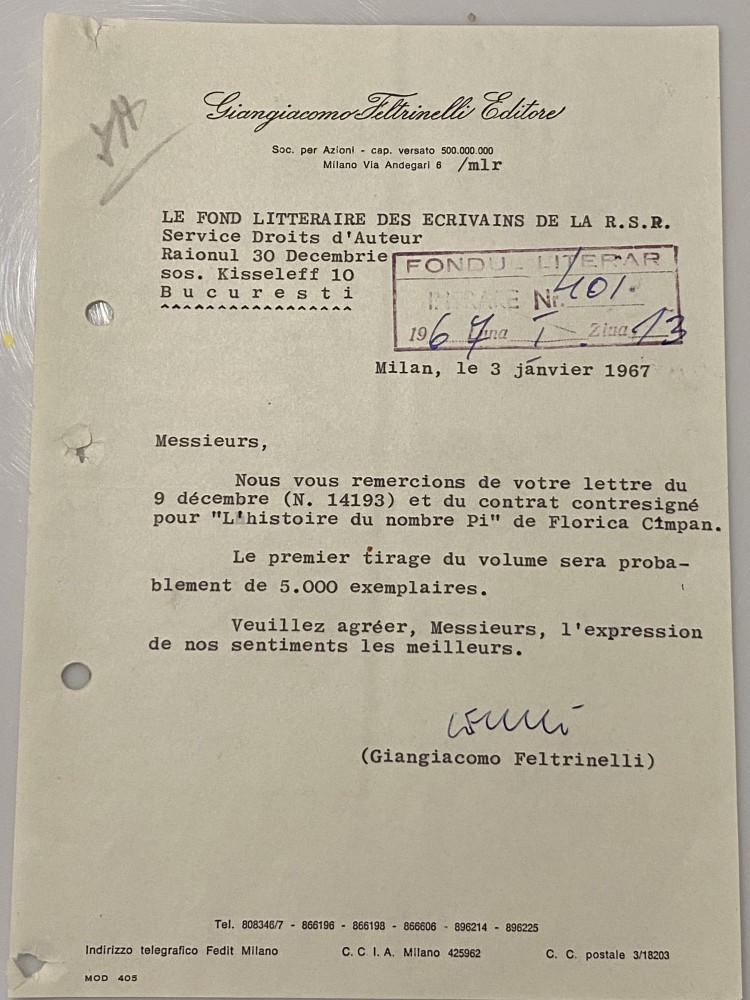 Giangiacomo Feltrinelli Editore
Soc. per Azioni - cap. versato 500.000.000
Milano Via Andegari 6 /mlr
LE FOND LITTERAIRE DES ECRIVAINS DE LA R.S.R.
Service Droits d'Auteur
Raionul 30 Decembrie
sos. Kisseleff 10
B u c u r e s t i
^^^^^^^^^^^^^^^^^
FONDUL LITERAR
INTRARE Nr. 401.
1967 Luna I Ziua 13
Milan, le 3 janvier 1967
Messieurs,
Nous vous remercions de votre lettre du
9 décembre (N. 14193) et du contrat contresigné
pour "L'histoire du nombre Pi" de Florica Cîmpan.
Le premier tirage du volume sera proba-
blement de 5.000 exemplaires.
Veuillez agréer, Messieurs, l'expression
de nos sentiments les meilleurs.
(Giangiacomo Feltrinelli)
Tel. 808346/7 - 866196 - 866198 - 866606 - 896214 - 896225
Indirizzo telegrafico Fedit Milano C. C. I. A. Milano 425962 C. C. postale 3/18203
MOD 405